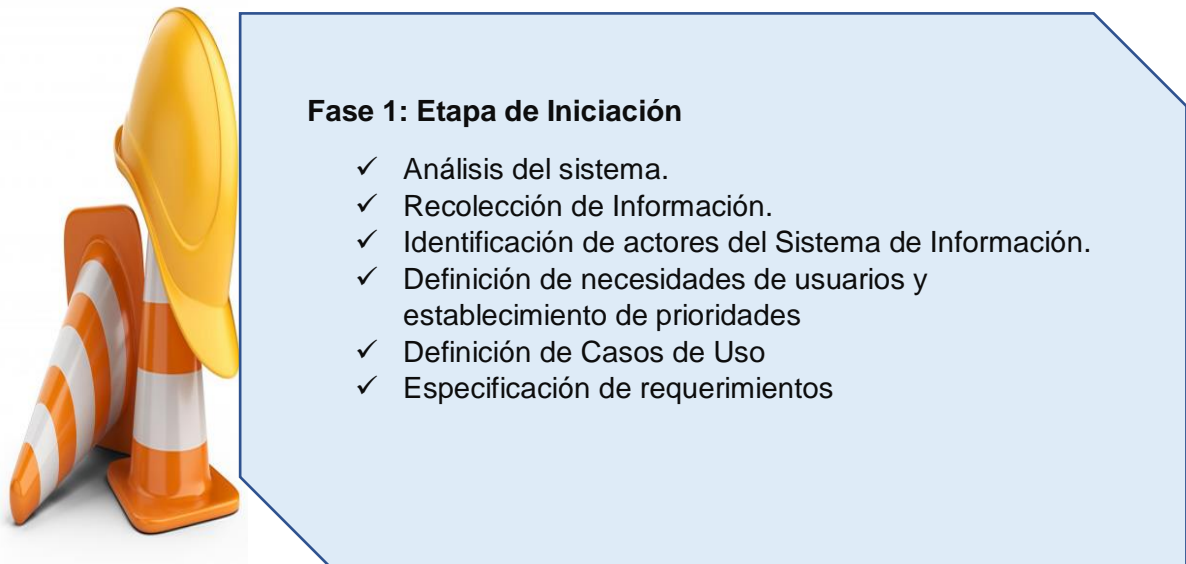 Fase 1: Etapa de Iniciación
✓ Análisis del sistema.
✓ Recolección de Información.
✓ Identificación de actores del Sistema de Información.
✓ Definición de necesidades de usuarios y
establecimiento de prioridades
✓ Definición de Casos de Uso
✓ Especificación de requerimientos